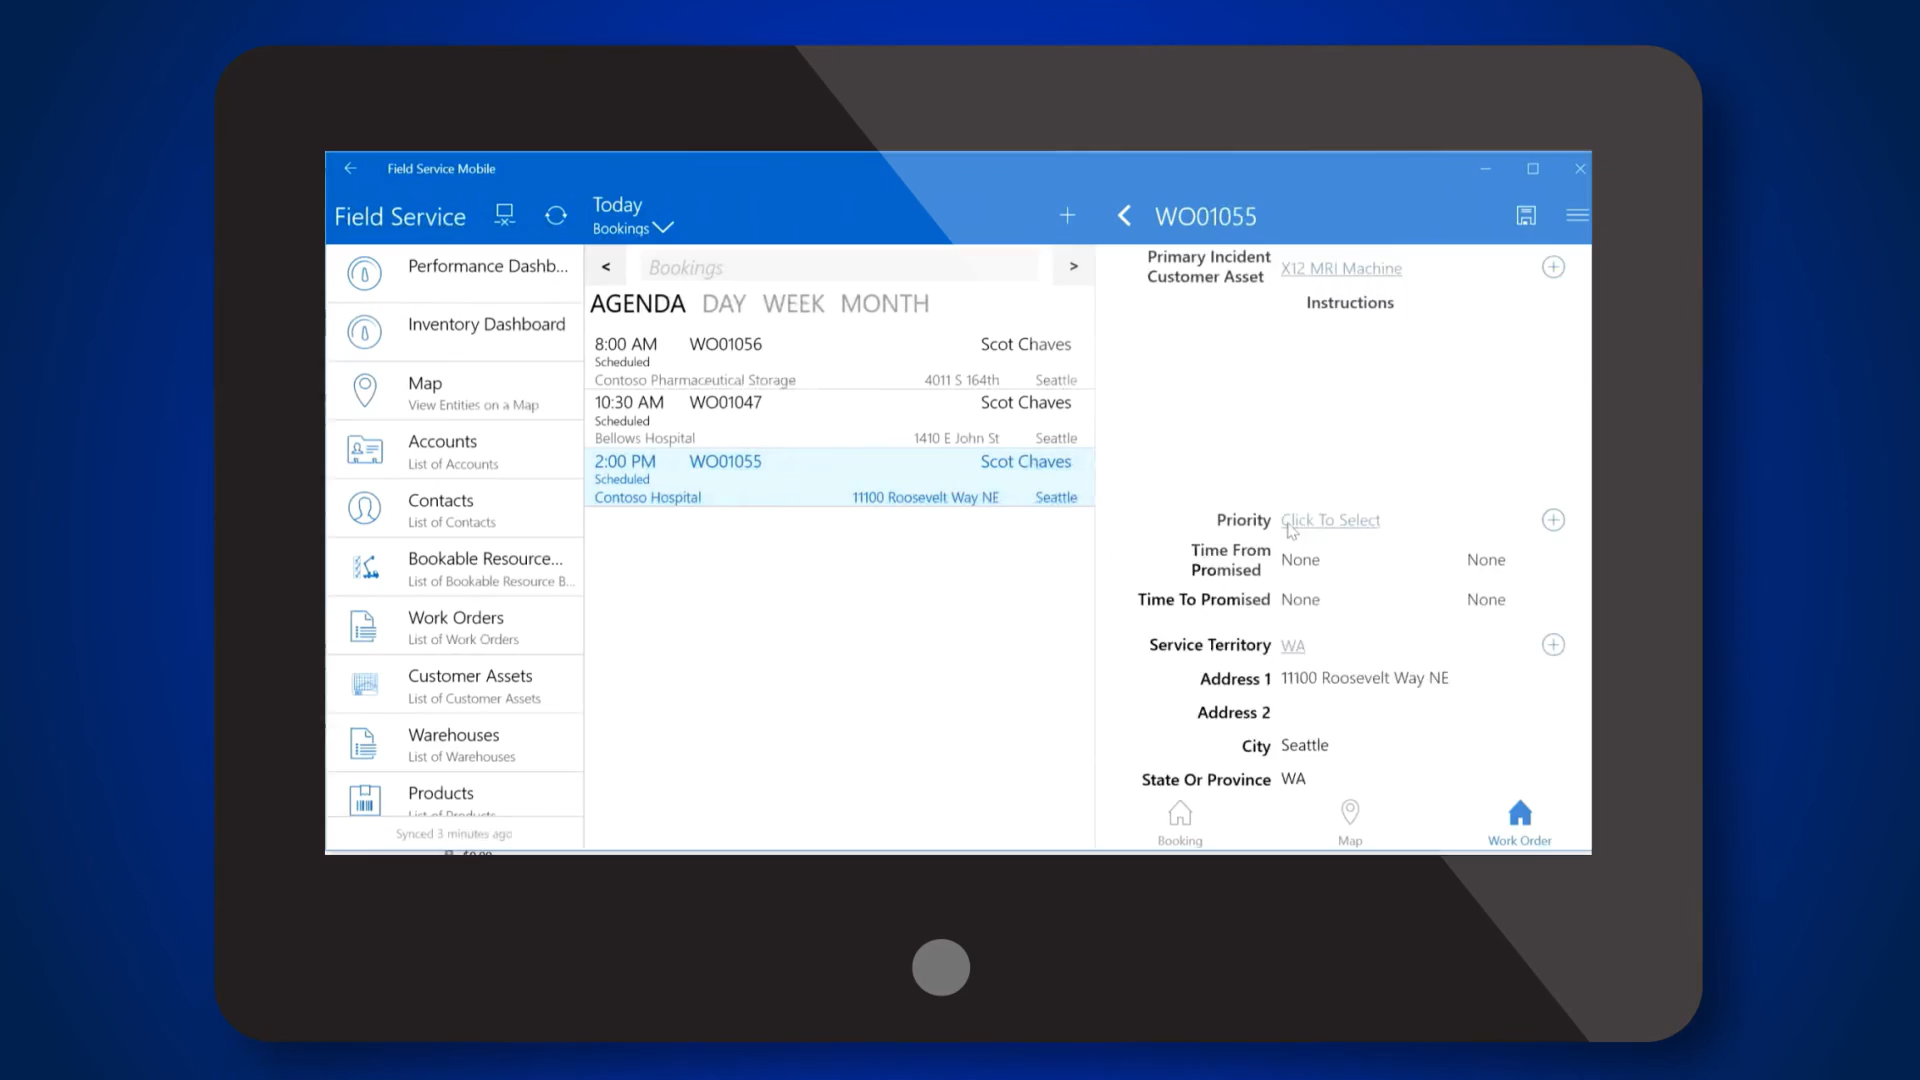 Field Service Mobile
Field Service
Today
Bookings
WO01055
Performance Dashb...
Inventory Dashboard
Map
View Entities on a Map
Accounts
List of Accounts
Contacts
List of Contacts
Bookable Resource...
List of Bookable Resource B...
Work Orders
List of Work Orders
Customer Assets
List of Customer Assets
Warehouses
List of Warehouses
Products
List of Products
Synced 3 minutes ago
< Bookings >
AGENDA DAY WEEK MONTH
8:00 AM WO01056 Scot Chaves
Scheduled
Contoso Pharmaceutical Storage 4011 S 164th Seattle
10:30 AM WO01047 Scot Chaves
Scheduled
Bellows Hospital 1410 E John St Seattle
2:00 PM WO01055 Scot Chaves
Scheduled
Contoso Hospital 11100 Roosevelt Way NE Seattle
Primary Incident
Customer Asset X12 MRI Machine
Instructions
Priority Click To Select
Time From
Promised None None
Time To Promised None None
Service Territory WA
Address 1 11100 Roosevelt Way NE
Address 2
City Seattle
State Or Province WA
Booking Map Work Order